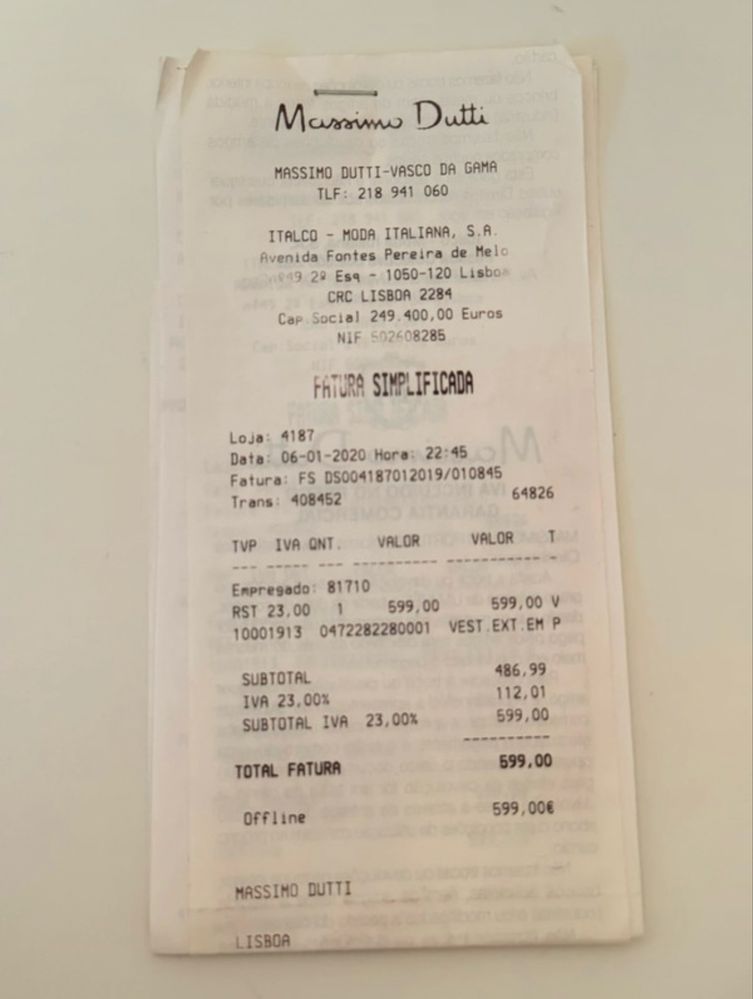 Massimo Dutti
MASSIMO DUTTI-VASCO DA GAMA
TLF: 218 941 060
ITALCO - MODA ITALIANA, S.A.
Avenida Fontes Pereira de Melo
2º Esq - 1050-120 Lisboa
CRC LISBOA 2284
Cap.Social 249.400,00 Euros
NIF 502608285
FATURA SIMPLIFICADA
Loja: 4187
Data: 06-01-2020 Hora: 22:45
Fatura: FS DS004187012019/010845
Trans: 408452 64826
TVP IVA QNT. VALOR VALOR T
--- ----- --- ---------- ---------- -
Empregado: 81710
RST 23,00 1 599,00 599,00 V
10001913 0472282280001 VEST.EXT.EM P
SUBTOTAL 486,99
IVA 23,00% 112,01
SUBTOTAL IVA 23,00% 599,00
----------
TOTAL FATURA 599,00
Offline 599,00€
MASSIMO DUTTI
LISBOA